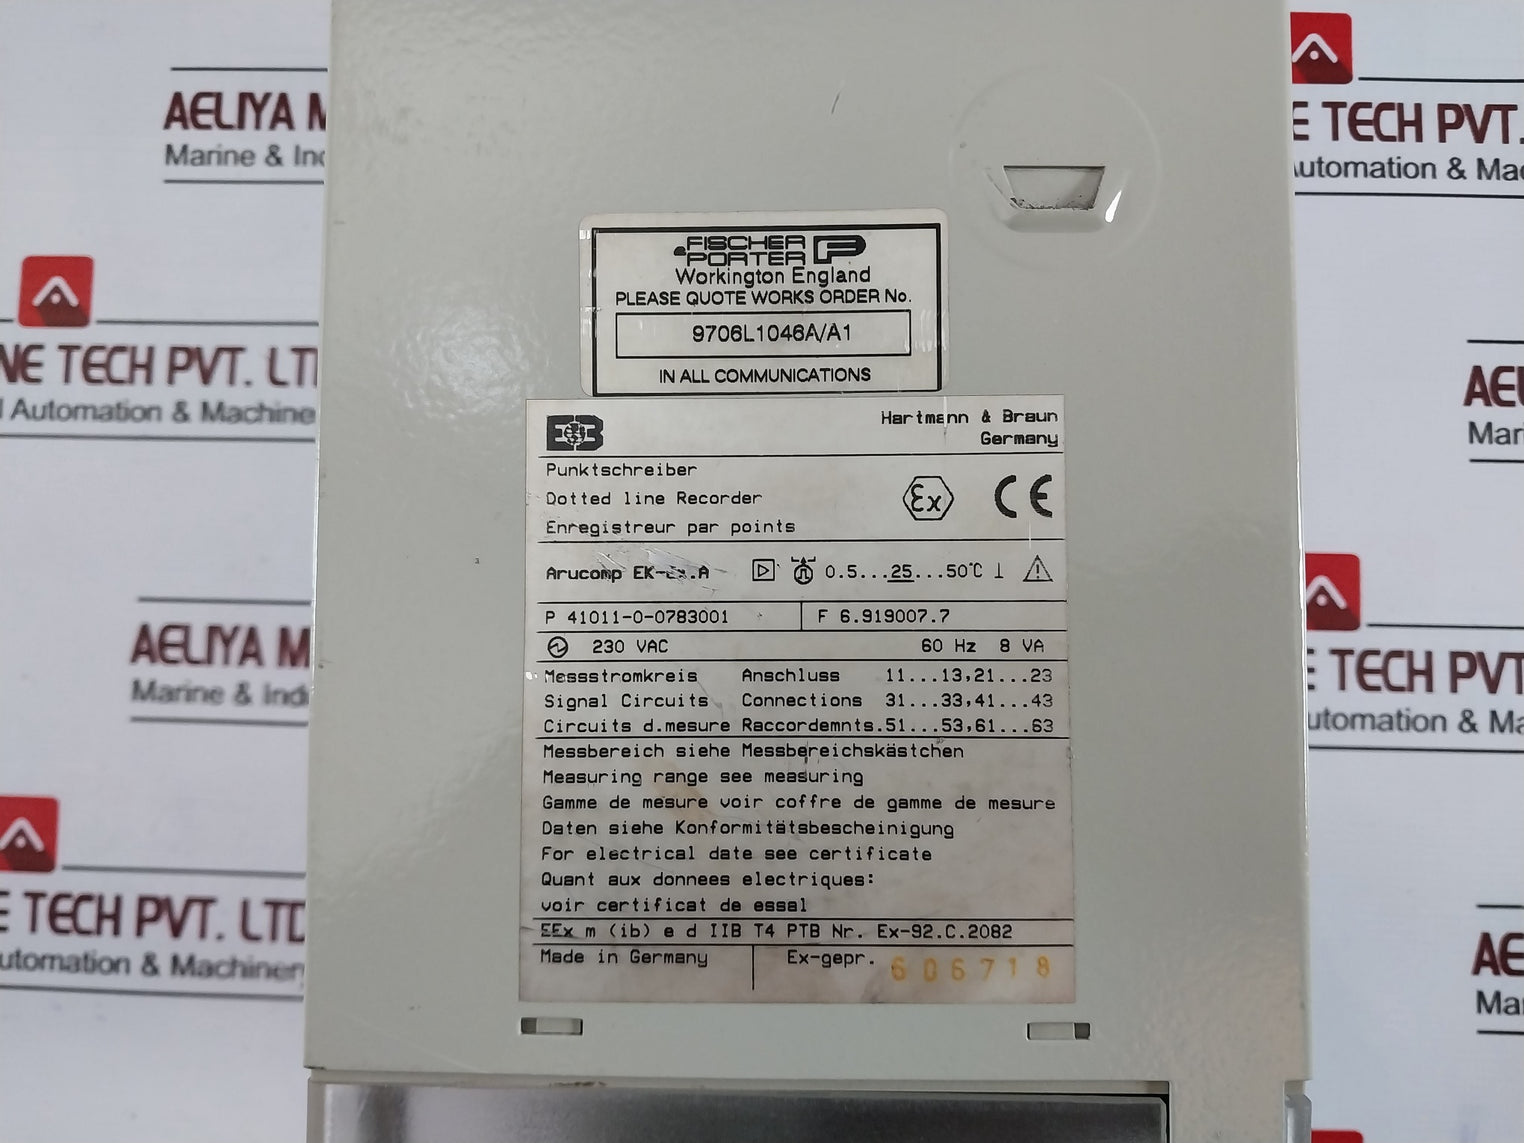 AELIYA M
Marine & Ind
NE TECH PVT. LTD
l Automation & Machine
AELIYA M
Marine & Indi
E TECH PVT. LTD
utomation & Machinery
E TECH PVT.
Automation & Mac
AEL
Mari
E TECH PVT
utomation & Ma
AE
Mar
FISCHER
& PORTER
Workington England
PLEASE QUOTE WORKS ORDER No.
9706L1046A/A1
IN ALL COMMUNICATIONS
Hartmann & Braun
Germany
Punktschreiber
Dotted line Recorder
Enregistreur par points
Ex CE
Arucomp EK- .A 0.5...25...50°C ⊥
P 41011-0-0783001 F 6.919007.7
230 VAC 60 Hz 8 VA
Messstromkreis Anschluss 11...13,21...23
Signal Circuits Connections 31...33,41...43
Circuits d.mesure Raccordemnts.51...53,61...63
Messbereich siehe Messbereichskästchen
Measuring range see measuring
Gamme de mesure voir coffre de gamme de mesure
Daten siehe Konformitätsbescheinigung
For electrical date see certificate
Quant aux donnees electriques:
voir certificat de essal
EEx m (ib) e d IIB T4 PTB Nr. Ex-92.C.2082
Made in Germany Ex-gepr. 606718